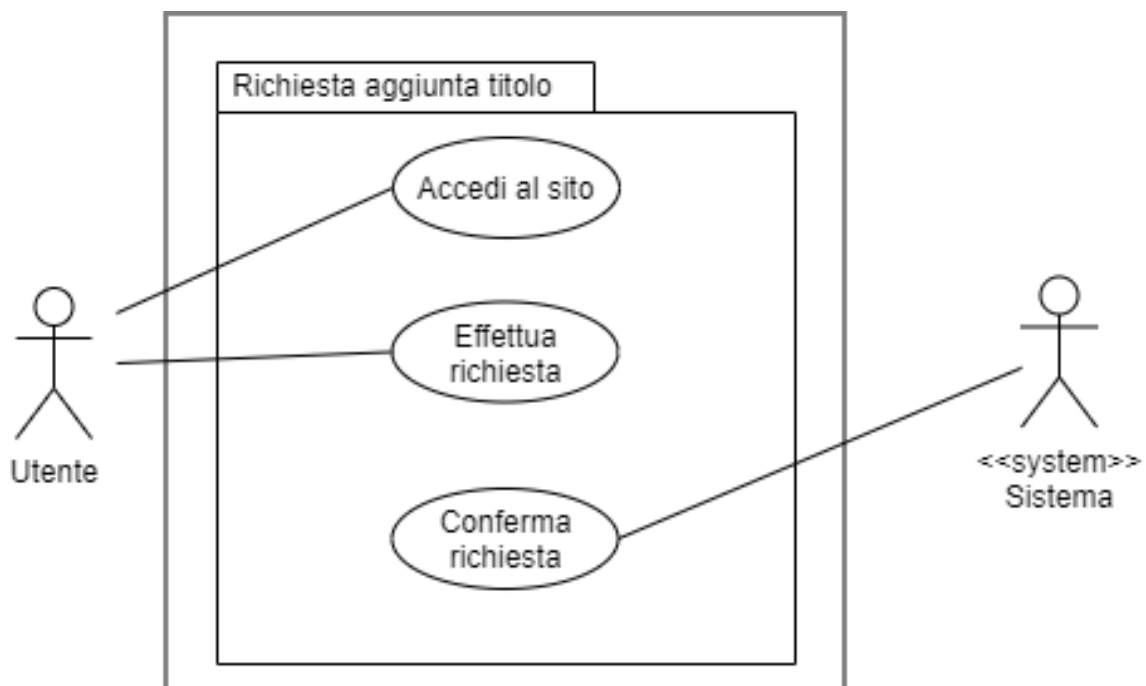 Richiesta aggiunta titolo
Accedi al sito
Effettua
richiesta
Utente
<<system>>
Sistema
Conferma
richiesta